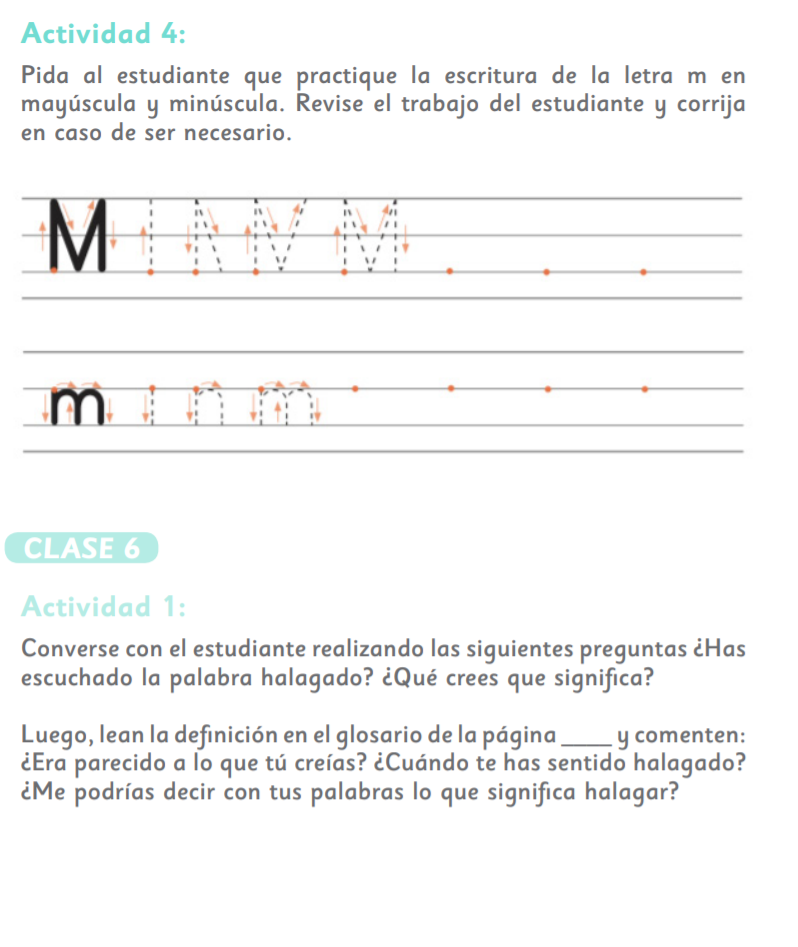 Actividad 4:
Pida al estudiante que practique la escritura de la letra m en
mayúscula y minúscula. Revise el trabajo del estudiante y corrija
en caso de ser necesario.
M
m
CLASE 6
Actividad 1:
Converse con el estudiante realizando las siguientes preguntas ¿Has
escuchado la palabra halagado? ¿Qué crees que significa?
Luego, lean la definición en el glosario de la página _____ y comenten:
¿Era parecido a lo que tú creías? ¿Cuándo te has sentido halagado?
¿Me podrías decir con tus palabras lo que significa halagar?